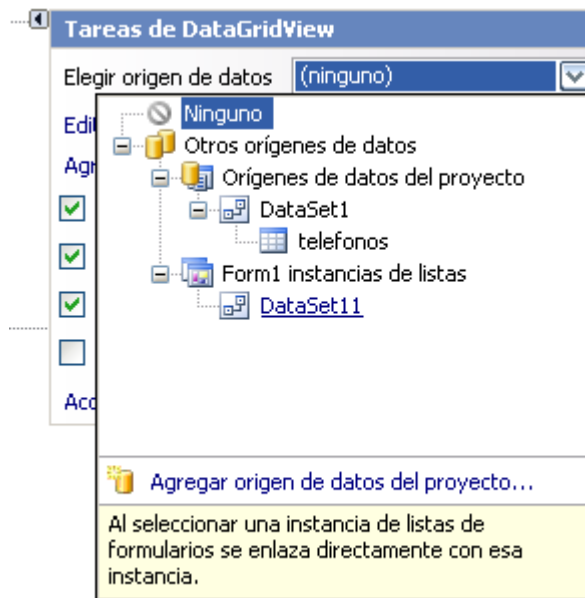 Tareas de DataGridView
Elegir origen de datos (ninguno)
Ninguno
Otros orígenes de datos
Orígenes de datos del proyecto
DataSet1
telefonos
Form1 instancias de listas
DataSet11
Agregar origen de datos del proyecto...
Al seleccionar una instancia de listas de
formularios se enlaza directamente con esa
instancia.